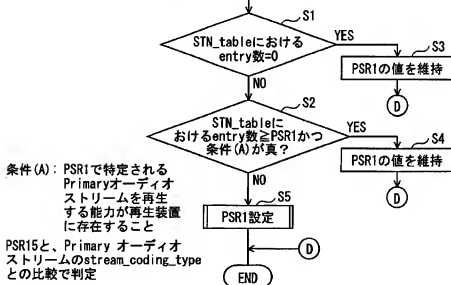 S1
STN_tableにおける
entry数=0
YES
S3
PSR1の値を維持
D
NO
S2
STN_tableに
おけるentry数≧PSR1かつ
条件(A)が真?
YES
S4
PSR1の値を維持
D
NO
条件(A): PSR1で特定される
Primaryオーディオ
ストリームを再生
する能力が再生装置
に存在すること
PSR15と、Primary オーディオ
ストリームのstream_coding_type
との比較で判定
S5
PSR1設定
D
END